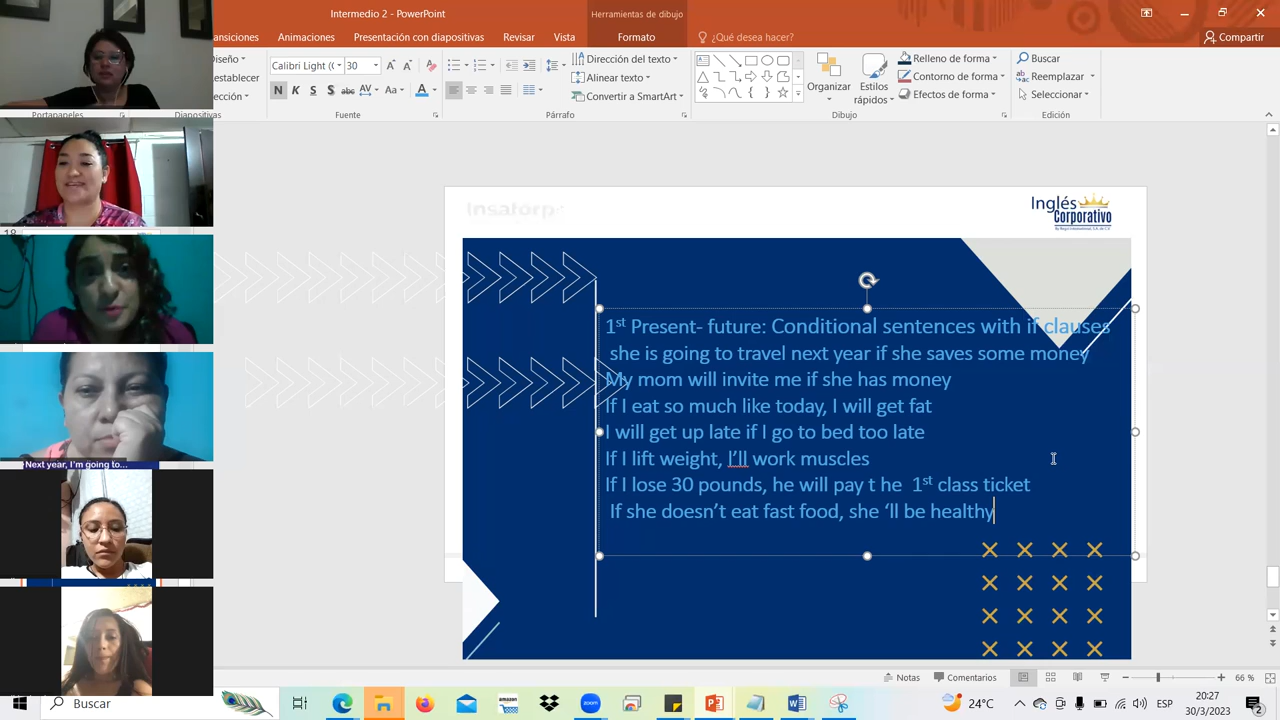 Intermedio 2 - PowerPoint
Herramientas de dibujo
ansiciones Animaciones Presentación con diapositivas Revisar Vista Formato ¿Qué desea hacer? Compartir
Diseño Calibri Light ( 30 Dirección del texto Relleno de forma Buscar
establecer Alinear texto Contorno de forma Reemplazar
ección N K S abc AV Aa A Convertir a SmartArt Organizar Estilos rápidos Efectos de forma Seleccionar
Portapapeles Diapositivas Fuente Párrafo Dibujo Edición
Inglés
Corporativo
18
1st Present- future: Conditional sentences with if clauses
she is going to travel next year if she saves some money
My mom will invite me if she has money
If I eat so much like today, I will get fat
I will get up late if I go to bed too late
If I lift weight, I’ll work muscles
If I lose 30 pounds, he will pay t he 1st class ticket
If she doesn’t eat fast food, she ‘ll be healthy
Next year, I'm going to...
Notas Comentarios 66 %
Buscar
amazon
zoom
24°C ESP 20:27
30/3/2023
2